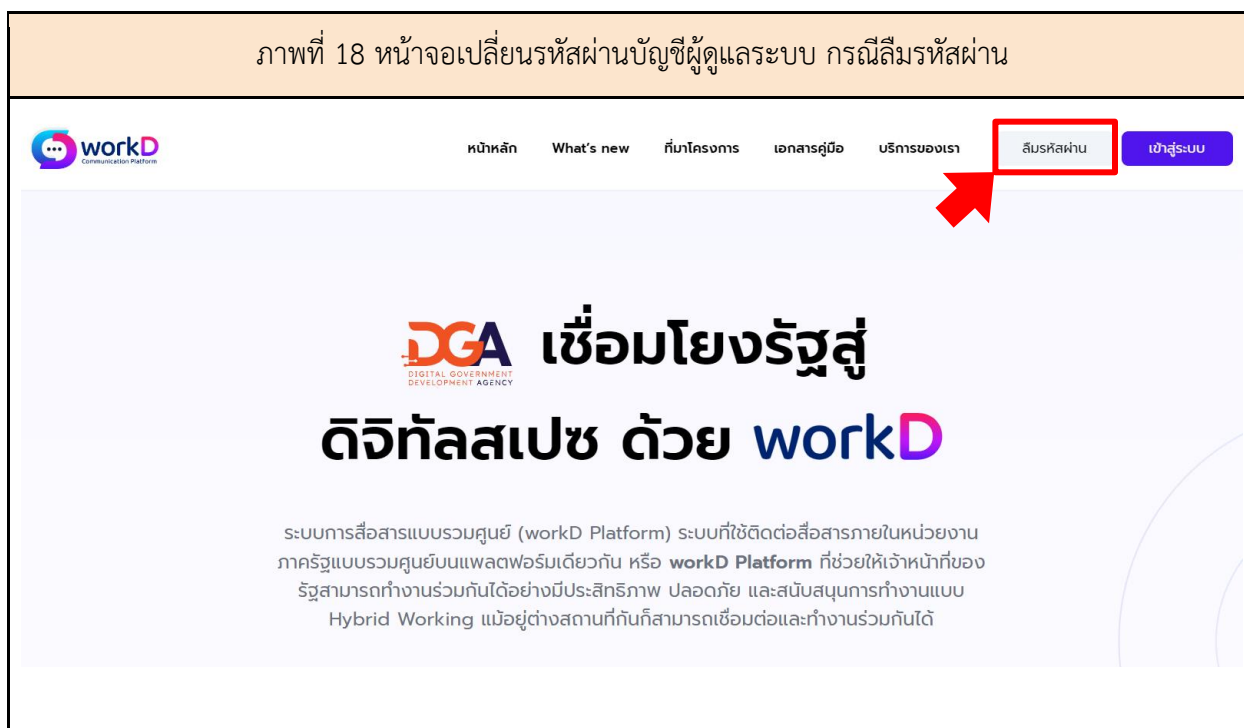 ภาพที่ 18 หน้าจอเปลี่ยนรหัสผ่านบัญชีผู้ดูแลระบบ กรณีลืมรหัสผ่าน
workD
Communication Platform
หน้าหลัก What's new ที่มาโครงการ เอกสารคู่มือ บริการของเรา ลืมรหัสผ่าน เข้าสู่ระบบ
DGA เชื่อมโยงรัฐสู่
DIGITAL GOVERNMENT
DEVELOPMENT AGENCY
ดิจิทัลสเปซ ด้วย workD
ระบบการสื่อสารแบบรวมศูนย์ (workD Platform) ระบบที่ใช้ติดต่อสื่อสารภายในหน่วยงาน
ภาครัฐแบบรวมศูนย์บนแพลตฟอร์มเดียวกัน หรือ workD Platform ที่ช่วยให้เจ้าหน้าที่ของ
รัฐสามารถทำงานร่วมกันได้อย่างมีประสิทธิภาพ ปลอดภัย และสนับสนุนการทำงานแบบ
Hybrid Working แม้อยู่ต่างสถานที่กันก็สามารถเชื่อมต่อและทำงานร่วมกันได้